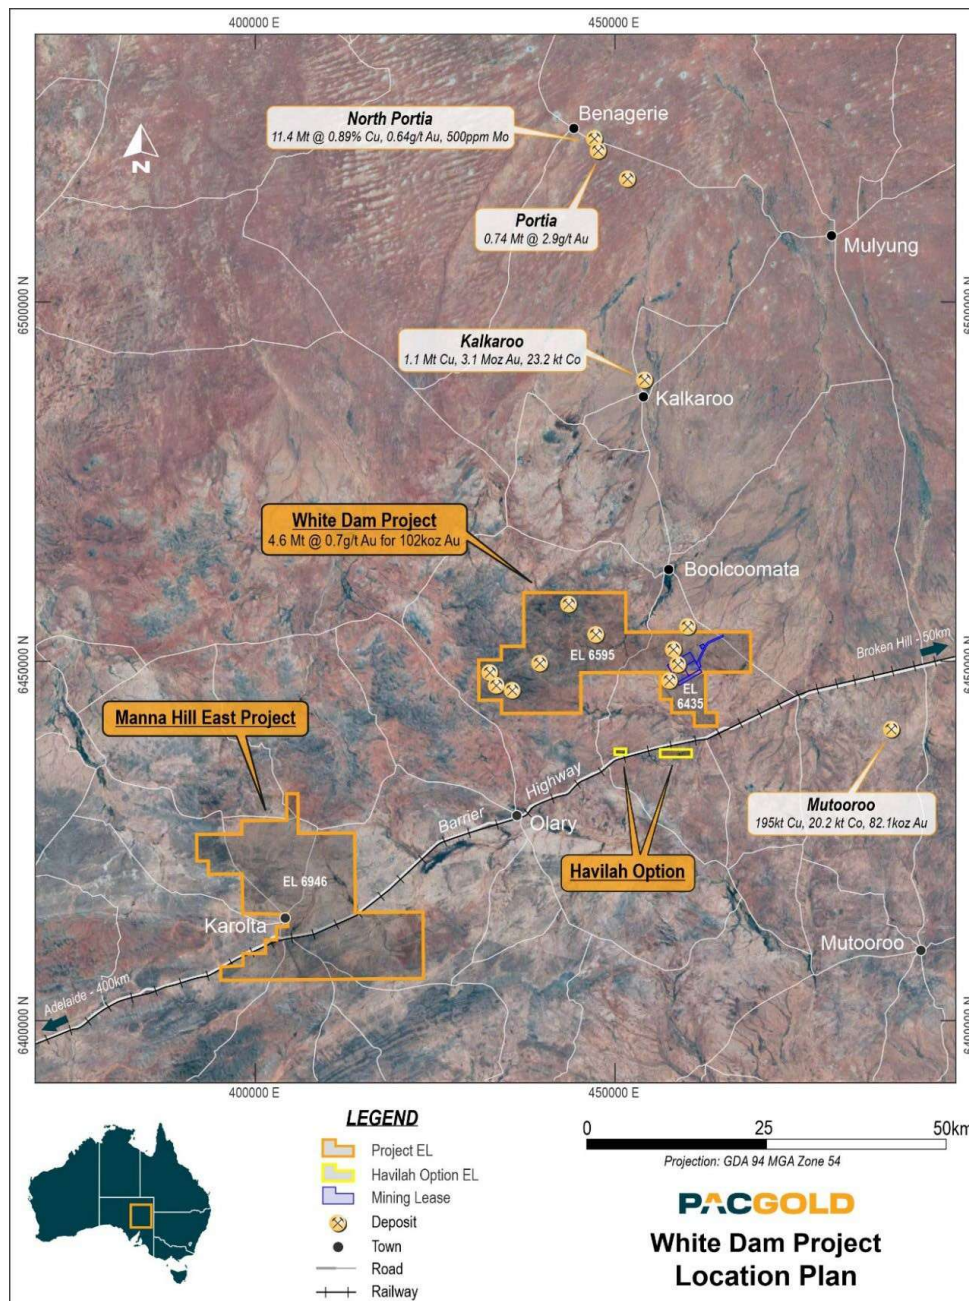 400000 E
450000 E
North Portia
11.4 Mt @ 0.89% Cu, 0.64g/t Au, 500ppm Mo
Benagerie
N
Portia
0.74 Mt @ 2.9g/t Au
Mulyung
6500000 N
6500000 N
Kalkaroo
1.1 Mt Cu, 3.1 Moz Au, 23.2 kt Co
Kalkaroo
White Dam Project
4.6 Mt @ 0.7g/t Au for 102koz Au
Boolcoomata
EL 6595
Broken Hill - 50km
6450000 N
6450000 N
EL
6435
Manna Hill East Project
Barrier Highway
Olary
Mutooroo
195kt Cu, 20.2 kt Co, 82.1koz Au
Havilah Option
EL 6946
Karolta
Mutooroo
Adelaide - 400km
6400000 N
6400000 N
400000 E
450000 E
LEGEND
Project EL
Havilah Option EL
Mining Lease
Deposit
Town
Road
Railway
0 25 50km
Projection: GDA 94 MGA Zone 54
PACGOLD
White Dam Project
Location Plan